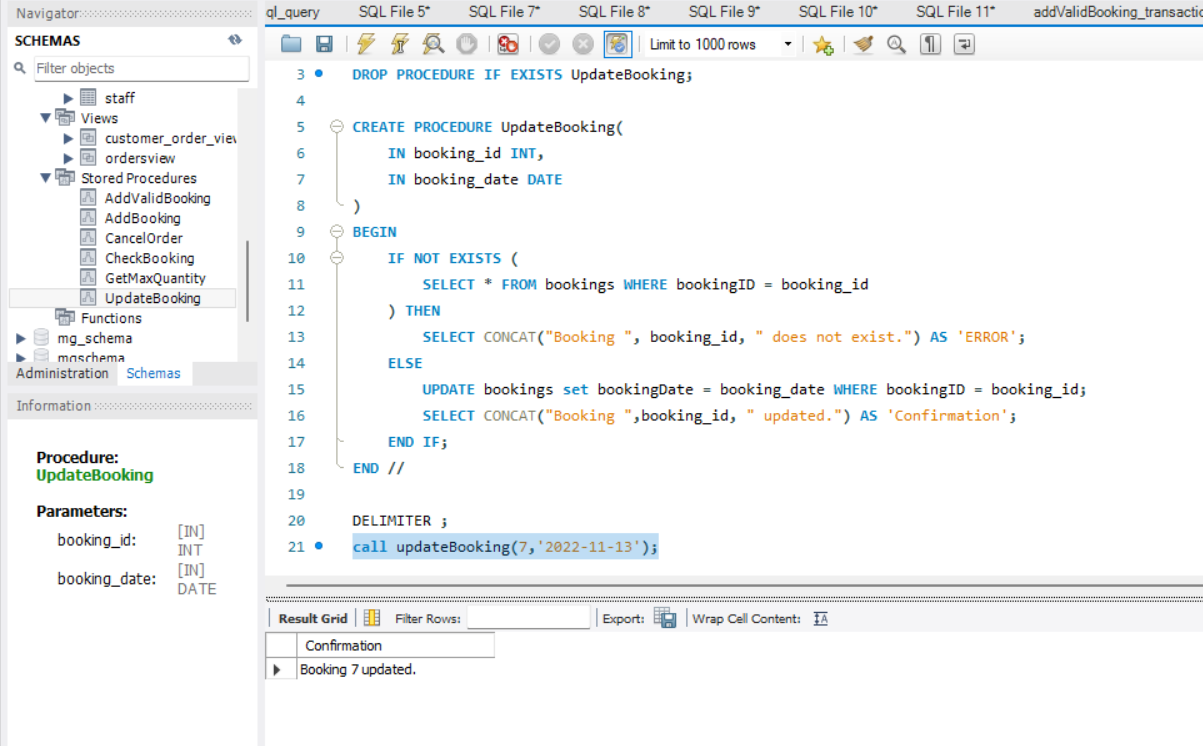 Navigator
SCHEMAS
Filter objects
staff
Views
customer_order_viev
ordersview
Stored Procedures
AddValidBooking
AddBooking
CancelOrder
CheckBooking
GetMaxQuantity
UpdateBooking
Functions
mg_schema
mgschema
Administration Schemas
Information
Procedure:
UpdateBooking
Parameters:
booking_id: [IN]
INT
booking_date: [IN]
DATE
ql_query SQL File 5* SQL File 7* SQL File 8* SQL File 9* SQL File 10* SQL File 11* addValidBooking_transactio
Limit to 1000 rows
3 DROP PROCEDURE IF EXISTS UpdateBooking;
4
5 CREATE PROCEDURE UpdateBooking(
6 IN booking_id INT,
7 IN booking_date DATE
8 )
9 BEGIN
10 IF NOT EXISTS (
11 SELECT * FROM bookings WHERE bookingID = booking_id
12 ) THEN
13 SELECT CONCAT("Booking ", booking_id, " does not exist.") AS 'ERROR';
14 ELSE
15 UPDATE bookings set bookingDate = booking_date WHERE bookingID = booking_id;
16 SELECT CONCAT("Booking ",booking_id, " updated.") AS 'Confirmation';
17 END IF;
18 END //
19
20 DELIMITER ;
21 call updateBooking(7,'2022-11-13');
Result Grid Filter Rows: Export: Wrap Cell Content:
Confirmation
Booking 7 updated.